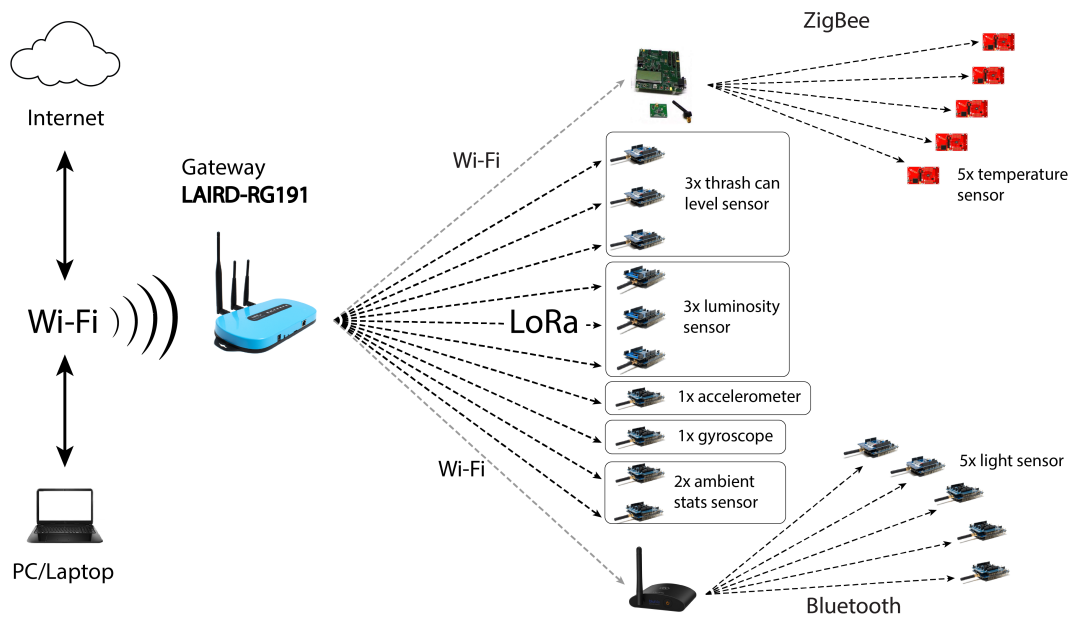 ZigBee
Internet
Wi-Fi
Gateway
LAIRD-RG191
5x temperature
sensor
3x thrash can
level sensor
Wi-Fi
LoRa
3x luminosity
sensor
1x accelerometer
1x gyroscope
Wi-Fi
5x light sensor
2x ambient
stats sensor
PC/Laptop
Bluetooth